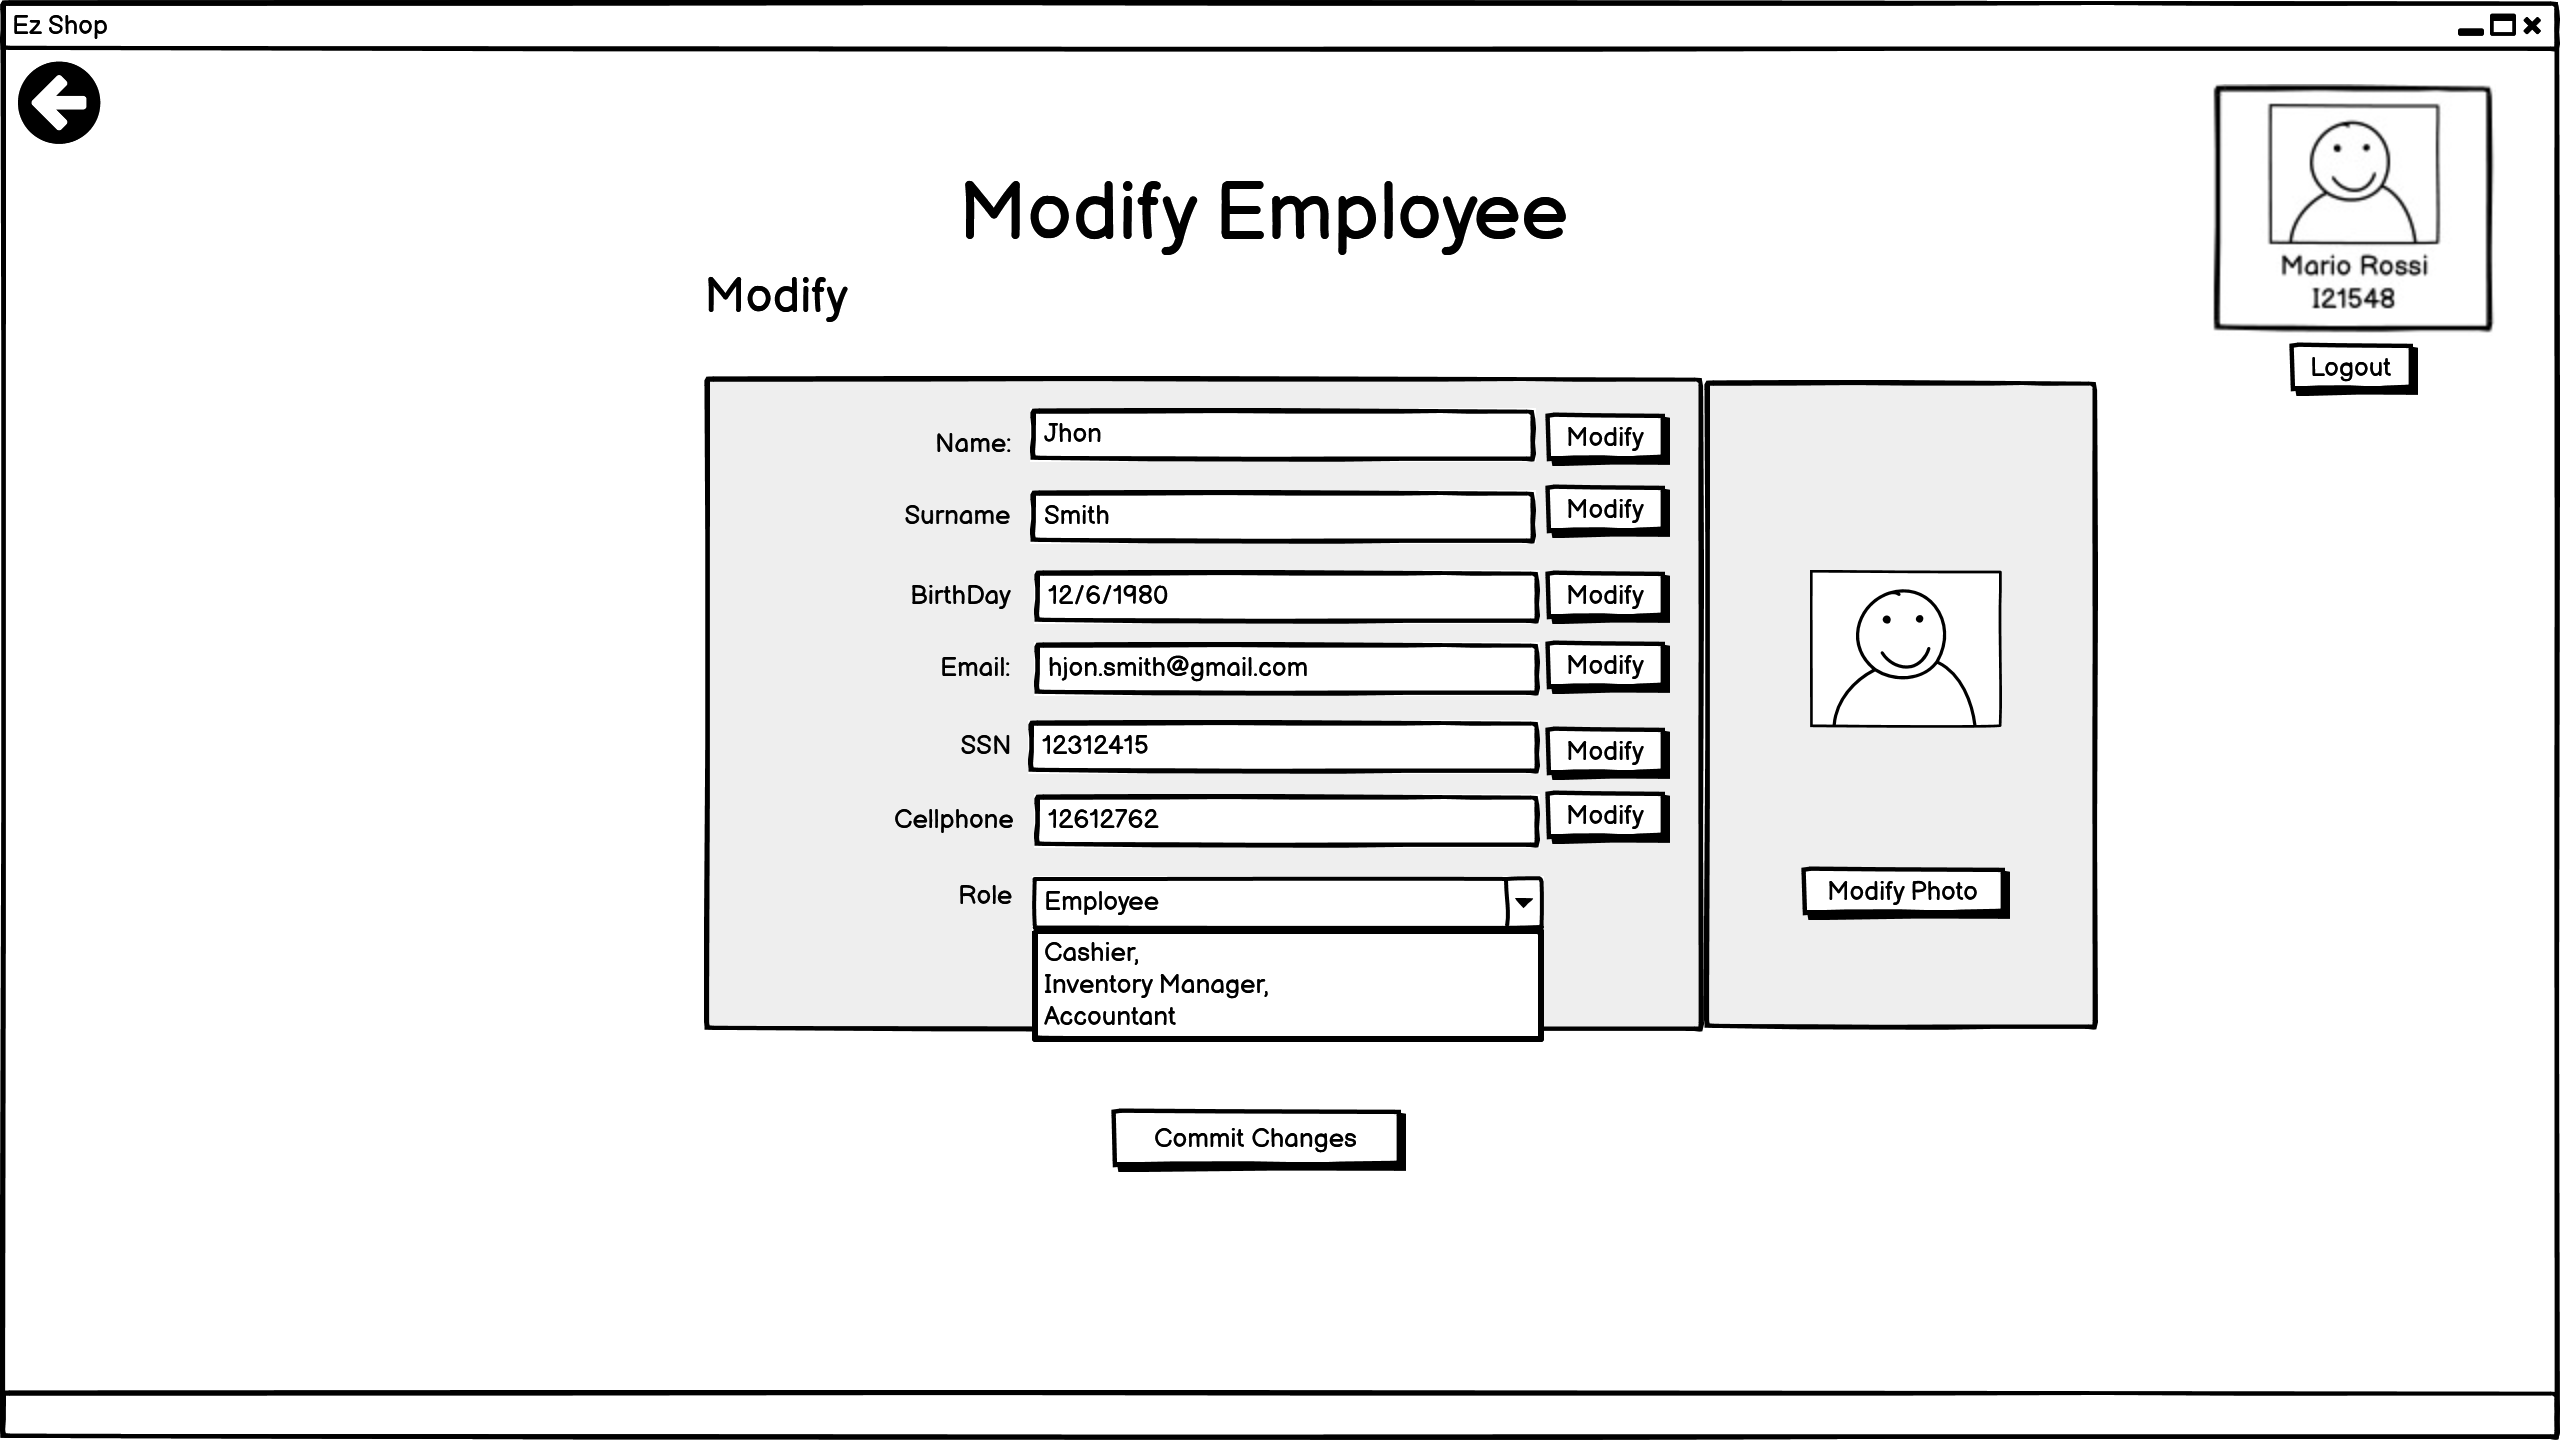 Ez Shop
Modify Employee
Mario Rossi
I21548
Logout
Modify
Name:
Jhon
Modify
Surname
Smith
Modify
BirthDay
12/6/1980
Modify
Email:
hjon.smith@gmail.com
Modify
SSN
12312415
Modify
Cellphone
12612762
Modify
Role
Employee
Cashier,
Inventory Manager,
Accountant
Modify Photo
Commit Changes